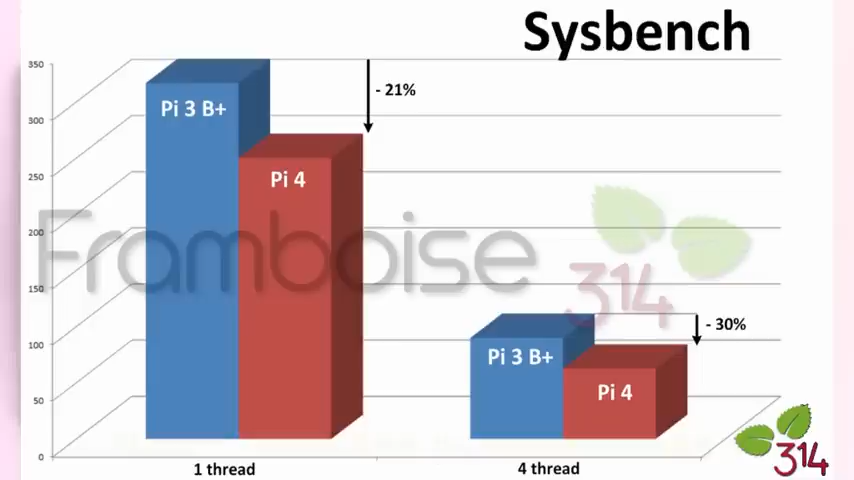 Sysbench
350
300
250
200
150
100
50
0
Pi 3 B+
Pi 4
- 21%
Pi 3 B+
Pi 4
- 30%
1 thread
4 thread
Framboise
314
314